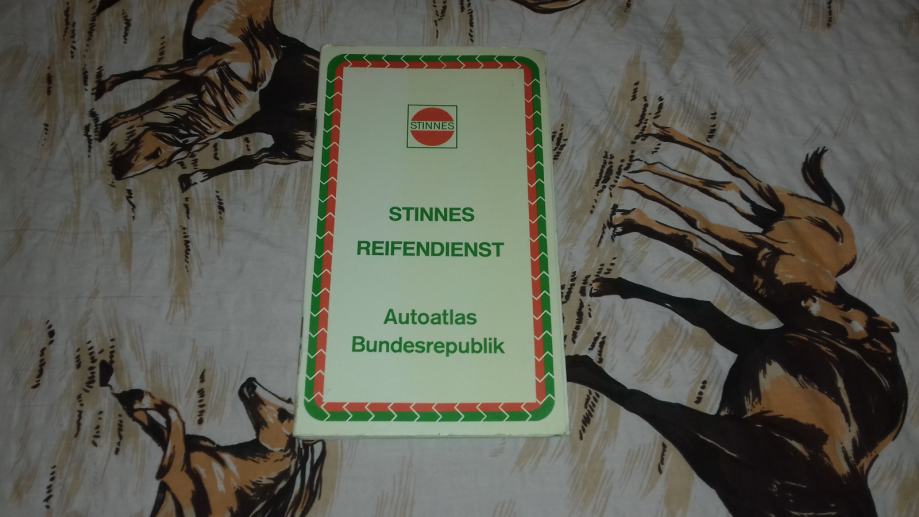 STINNES
STINNES
REIFENDIENST
Autoatlas
Bundesrepublik